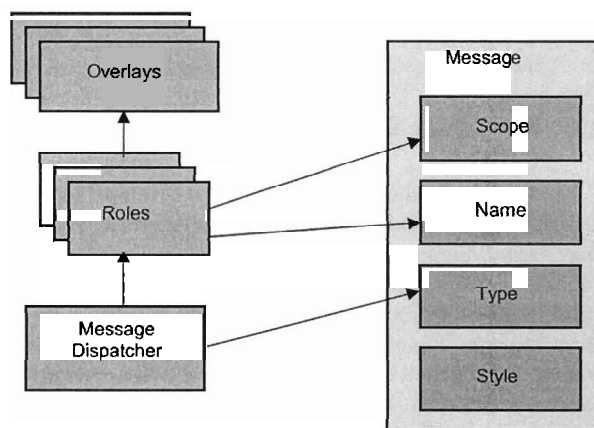 Overlays
Roles
Message
Dispatcher
Message
Scope
Name
Type
Style